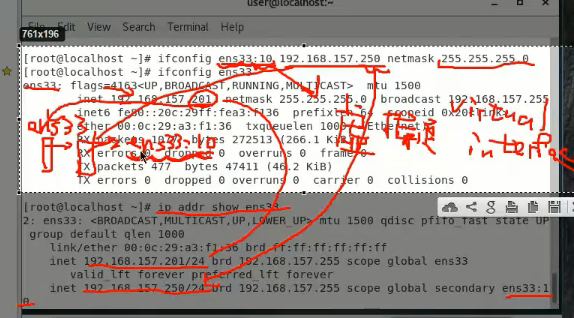 user@localhost:~
File Edit View Search Terminal Help
761x196
[root@localhost ~]# ifconfig ens33:10 192.168.157.250 netmask 255.255.255.0
[root@localhost ~]# ifconfig ens33
ens33: flags=4163<UP,BROADCAST,RUNNING,MULTICAST> mtu 1500
inet 192.168.157.201 netmask 255.255.255.0 broadcast 192.168.157.255
inet6 fe80::20c:29ff:fea3:f136 prefixlen 64 scopeid 0x20<link>
ether 00:0c:29:a3:f1:36 txqueuelen 1000 (Ethernet)
RX packets bytes 272513 (266.1 KiB)
RX errors 0 dropped 0 overruns 0 frame 0
TX packets 477 bytes 47411 (46.2 KiB)
TX errors 0 dropped 0 overruns 0 carrier 0 collisions 0
ens33
ens33:10
virtual
interface
[root@localhost ~]# ip addr show ens33
2: ens33: <BROADCAST,MULTICAST,UP,LOWER_UP> mtu 1500 qdisc pfifo_fast state UP
group default qlen 1000
link/ether 00:0c:29:a3:f1:36 brd ff:ff:ff:ff:ff:ff
inet 192.168.157.201/24 brd 192.168.157.255 scope global ens33
valid_lft forever preferred_lft forever
inet 192.168.157.250/24 brd 192.168.157.255 scope global secondary ens33:1
0